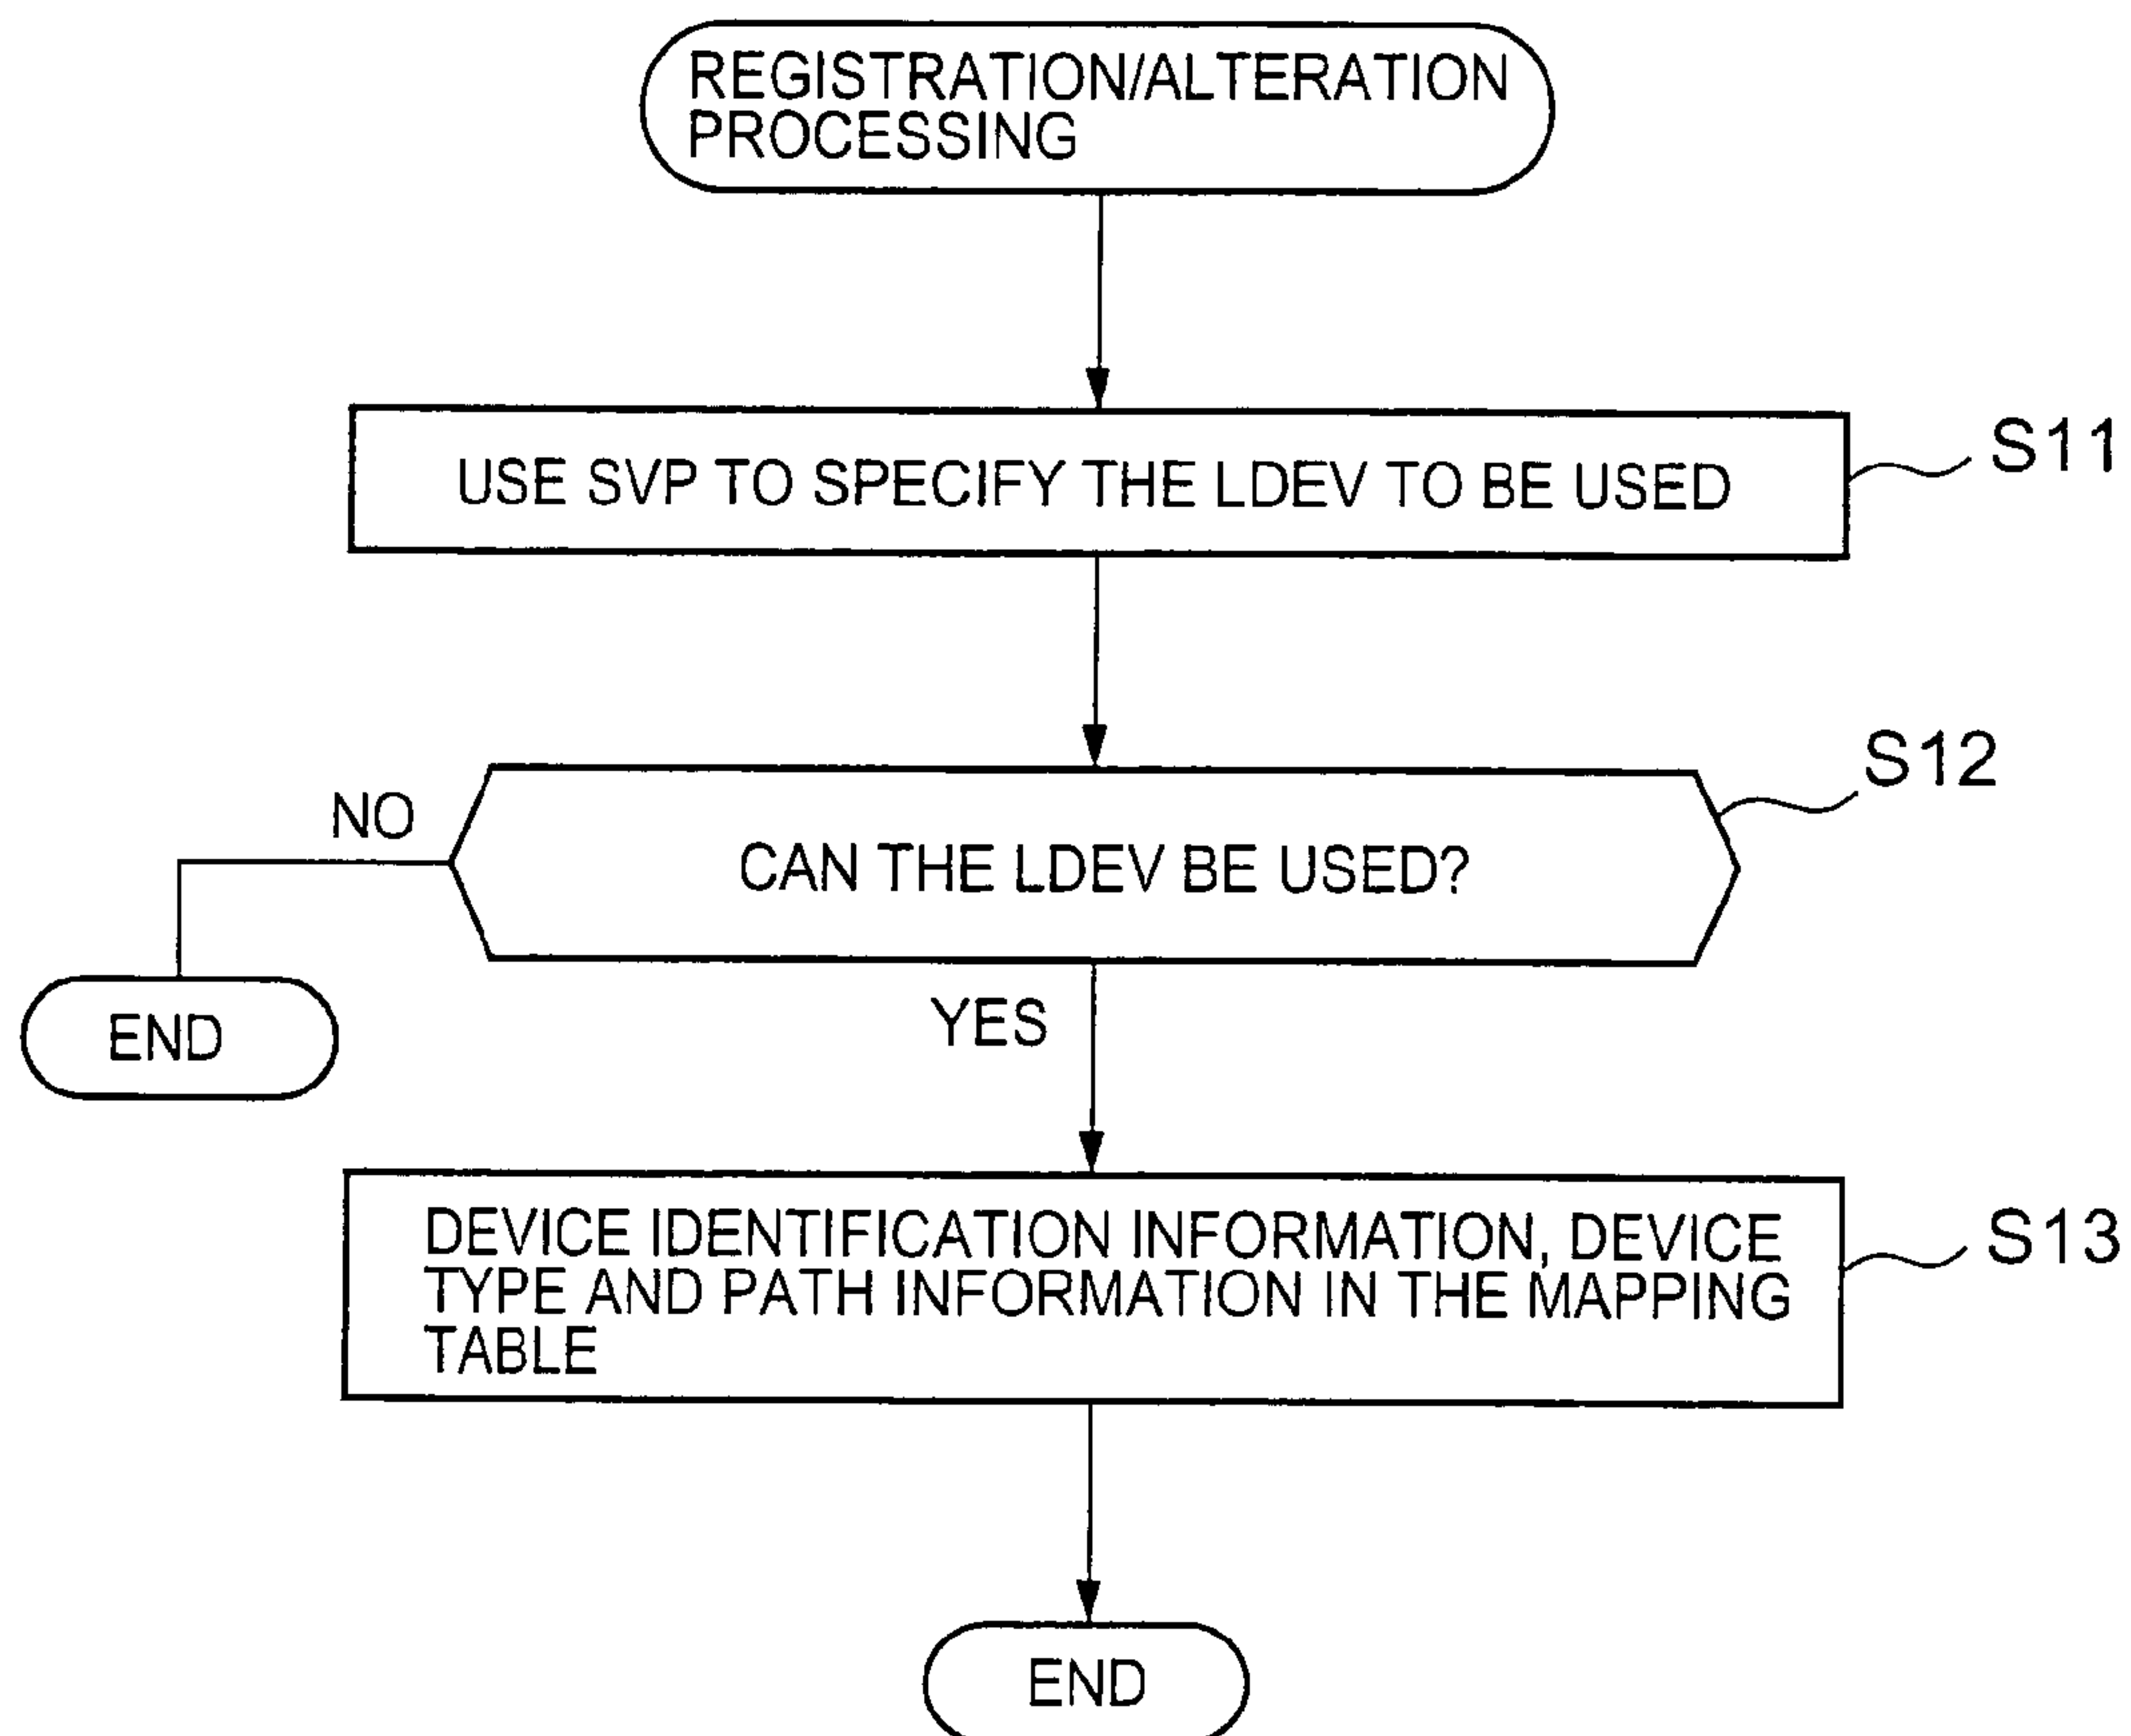 REGISTRATION/ALTERATION
PROCESSING
USE SVP TO SPECIFY THE LDEV TO BE USED
S11
S12
NO
CAN THE LDEV BE USED?
END
YES
DEVICE IDENTIFICATION INFORMATION, DEVICE
TYPE AND PATH INFORMATION IN THE MAPPING
TABLE
S13
END